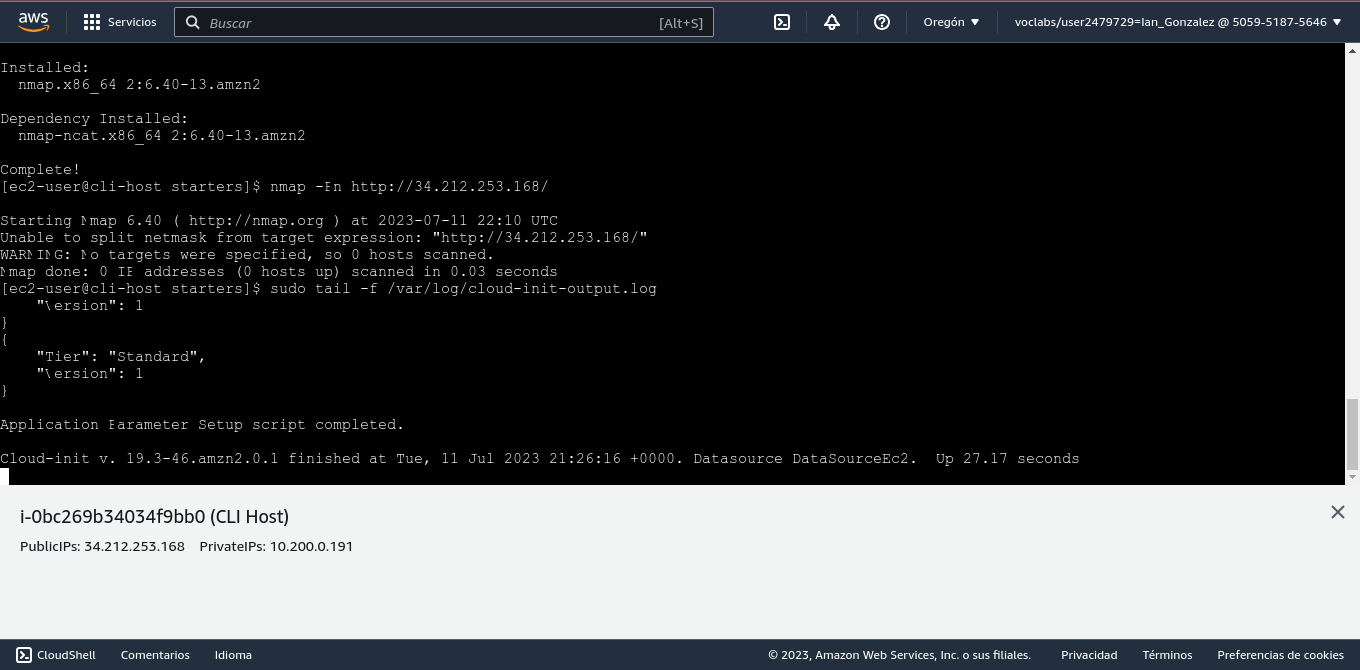 aws
Servicios
Buscar
[Alt+S]
Oregón
voclabs/user2479729=Ian_Gonzalez @ 5059-5187-5646
Installed:
nmap.x86_64 2:6.40-13.amzn2
Dependency Installed:
nmap-ncat.x86_64 2:6.40-13.amzn2
Complete!
[ec2-user@cli-host starters]$ nmap -Pn http://34.212.253.168/
Starting Nmap 6.40 ( http://nmap.org ) at 2023-07-11 22:10 UTC
Unable to split netmask from target expression: "http://34.212.253.168/"
WARNING: No targets were specified, so 0 hosts scanned.
Nmap done: 0 IP addresses (0 hosts up) scanned in 0.03 seconds
[ec2-user@cli-host starters]$ sudo tail -f /var/log/cloud-init-output.log
"Version": 1
}
{
"Tier": "Standard",
"Version": 1
}
Application Parameter Setup script completed.
Cloud-init v. 19.3-46.amzn2.0.1 finished at Tue, 11 Jul 2023 21:26:16 +0000. Datasource DataSourceEc2.  Up 27.17 seconds
i-0bc269b34034f9bb0 (CLI Host)
PublicIPs: 34.212.253.168 PrivateIPs: 10.200.0.191
CloudShell Comentarios Idioma © 2023, Amazon Web Services, Inc. o sus filiales. Privacidad Términos Preferencias de cookies